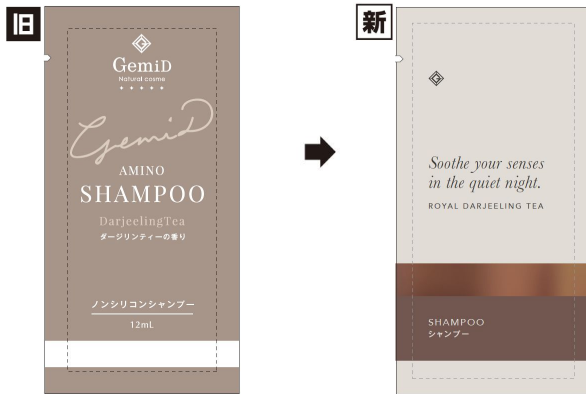 旧
GemiD
Natural cosme
GemiD
AMINO
SHAMPOO
DarjeelingTea
ダージリンティーの香り
ノンシリコンシャンプー
12mL
新
Soothe your senses
in the quiet night.
ROYAL DARJEELING TEA
SHAMPOO
シャンプー